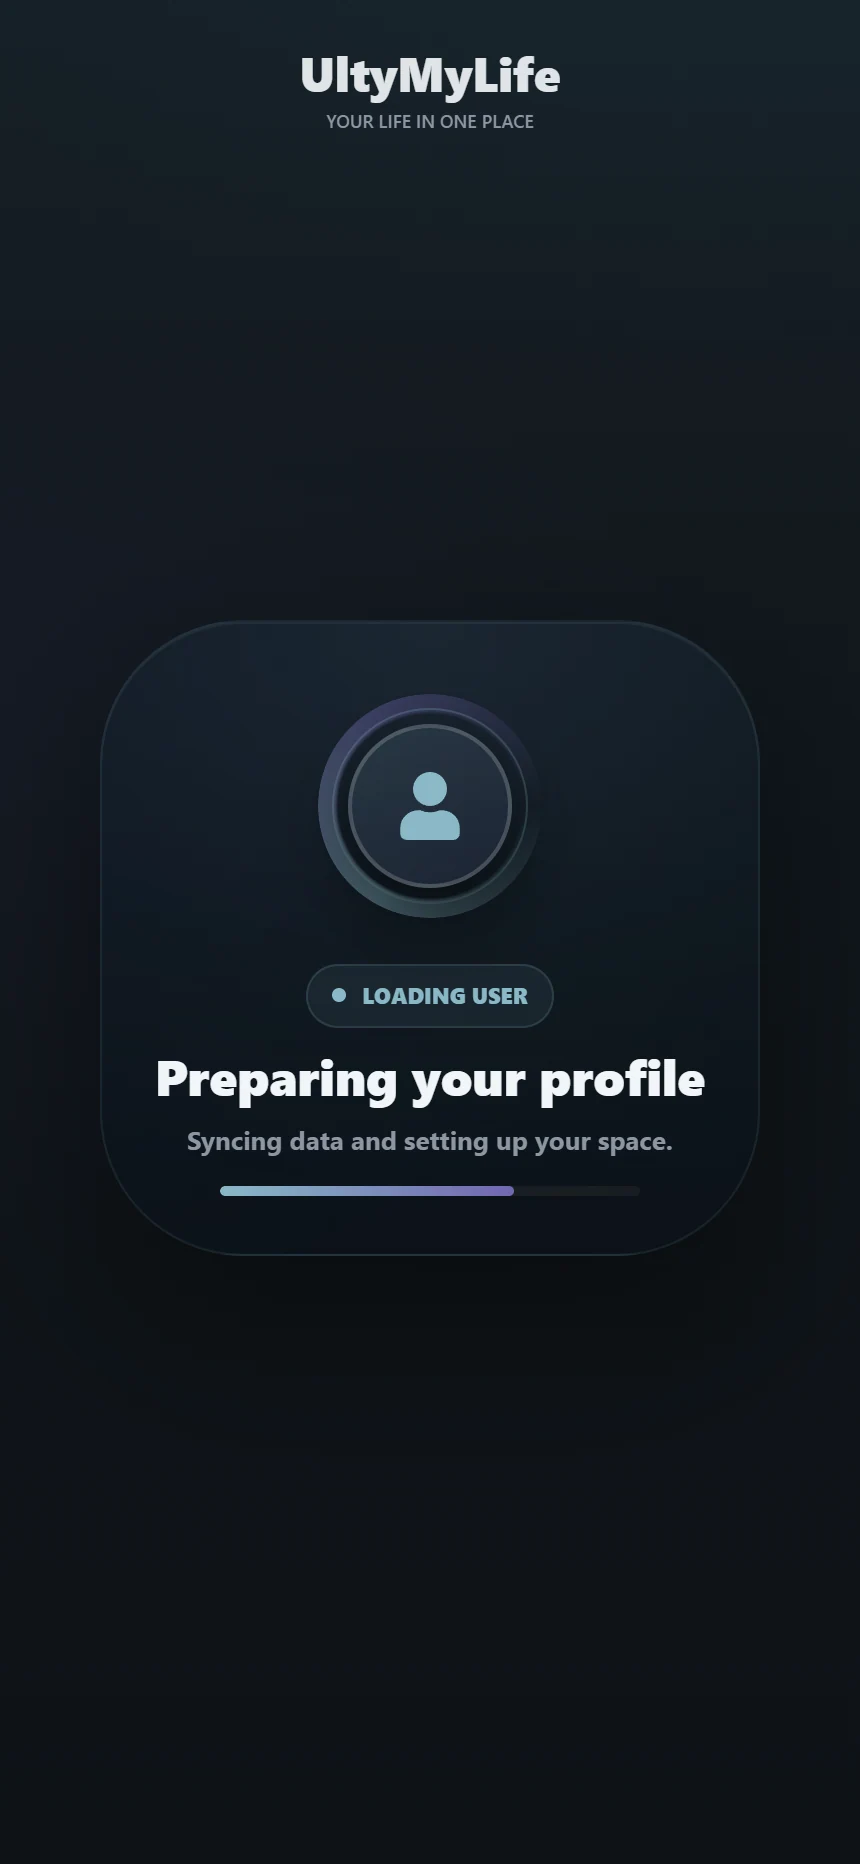 UltyMyLife
YOUR LIFE IN ONE PLACE
LOADING USER
Preparing your profile
Syncing data and setting up your space.